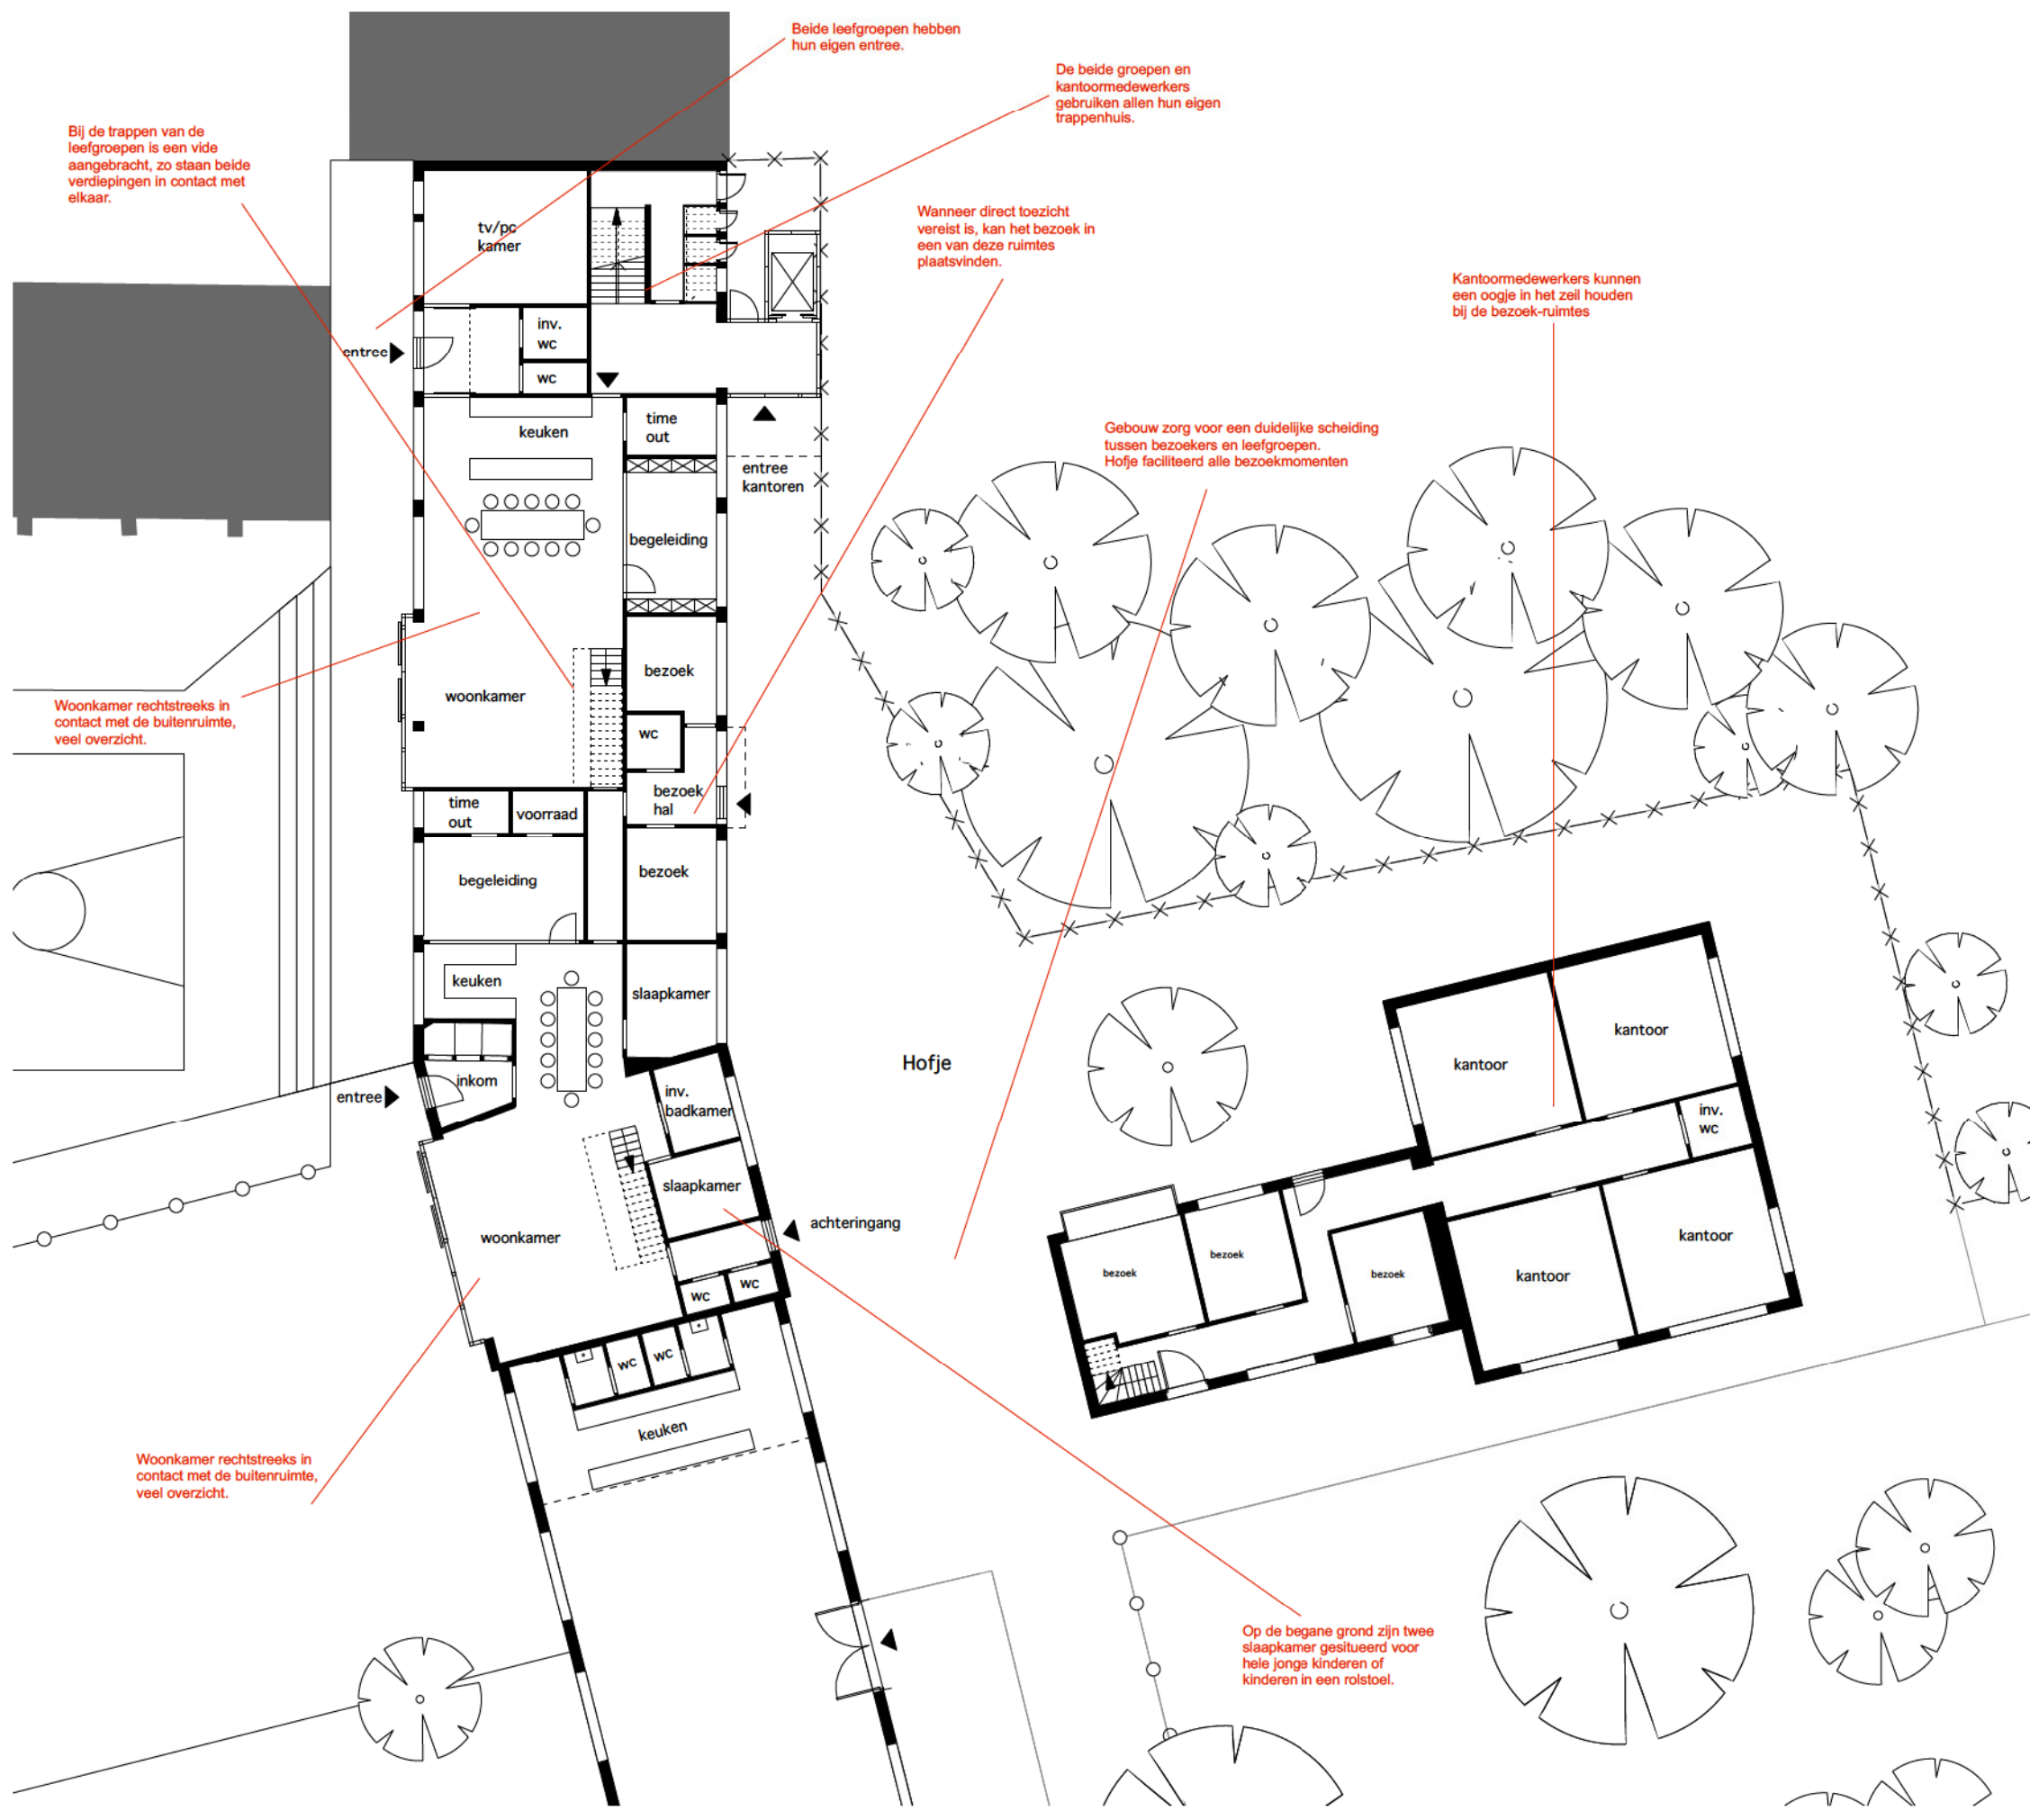 Beide leefgroepen hebben
hun eigen entree.
De beide groepen en
kantoormedewerkers
gebruiken allen hun eigen
trappenhuis.
Bij de trappen van de
leefgroepen is een vide
aangebracht, zo staan beide
verdiepingen in contact met
elkaar.
Wanneer direct toezicht
vereist is, kan het bezoek in
een van deze ruimtes
plaatsvinden.
Kantoormedewerkers kunnen
een oogje in het zeil houden
bij de bezoek-ruimtes
tv/pc
kamer
inv.
wc
entree
wc
time
out
keuken
Gebouw zorg voor een duidelijke scheiding
tussen bezoekers en leefgroepen.
Hofje faciliteerd alle bezoekmomenten
entree
kantoren
begeleiding
bezoek
woonkamer
Woonkamer rechtstreeks in
contact met de buitenruimte,
veel overzicht.
wc
bezoek
hal
time
out
voorraad
bezoek
begeleiding
keuken
slaapkamer
inkom
entree
inv.
badkamer
Hofje
kantoor
kantoor
inv.
wc
slaapkamer
achteringang
woonkamer
kantoor
kantoor
bezoek
bezoek
bezoek
wc
wc
wc
wc
keuken
Woonkamer rechtstreeks in
contact met de buitenruimte,
veel overzicht.
Op de begane grond zijn twee
slaapkamer gesitueerd voor
hele jonge kinderen of
kinderen in een rolstoel.